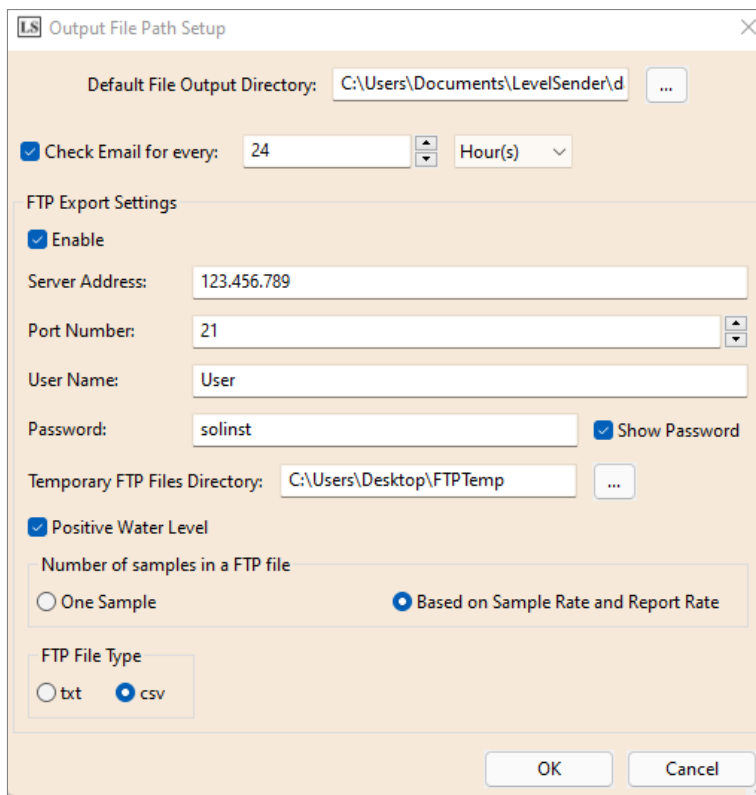 LS Output File Path Setup
Default File Output Directory: C:\Users\Documents\LevelSender\d ...
Check Email for every: 24 Hour(s)
FTP Export Settings
Enable
Server Address: 123.456.789
Port Number: 21
User Name: User
Password: solinst Show Password
Temporary FTP Files Directory: C:\Users\Desktop\FTPTemp ...
Positive Water Level
Number of samples in a FTP file
One Sample Based on Sample Rate and Report Rate
FTP File Type
txt csv
OK Cancel